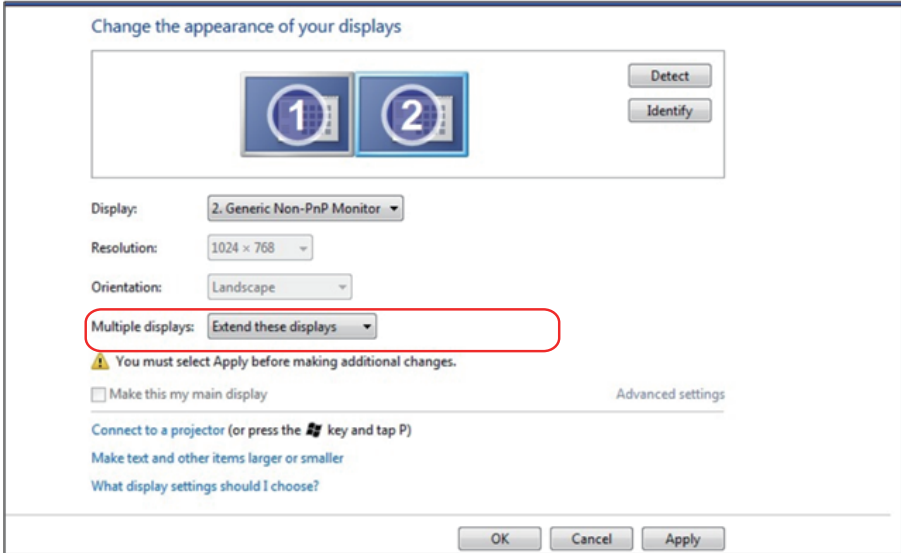 Change the appearance of your displays
1
2
Detect
Identify
Display: 2. Generic Non-PnP Monitor
Resolution: 1024 × 768
Orientation: Landscape
Multiple displays: Extend these displays
You must select Apply before making additional changes.
Make this my main display Advanced settings
Connect to a projector (or press the key and tap P)
Make text and other items larger or smaller
What display settings should I choose?
OK Cancel Apply